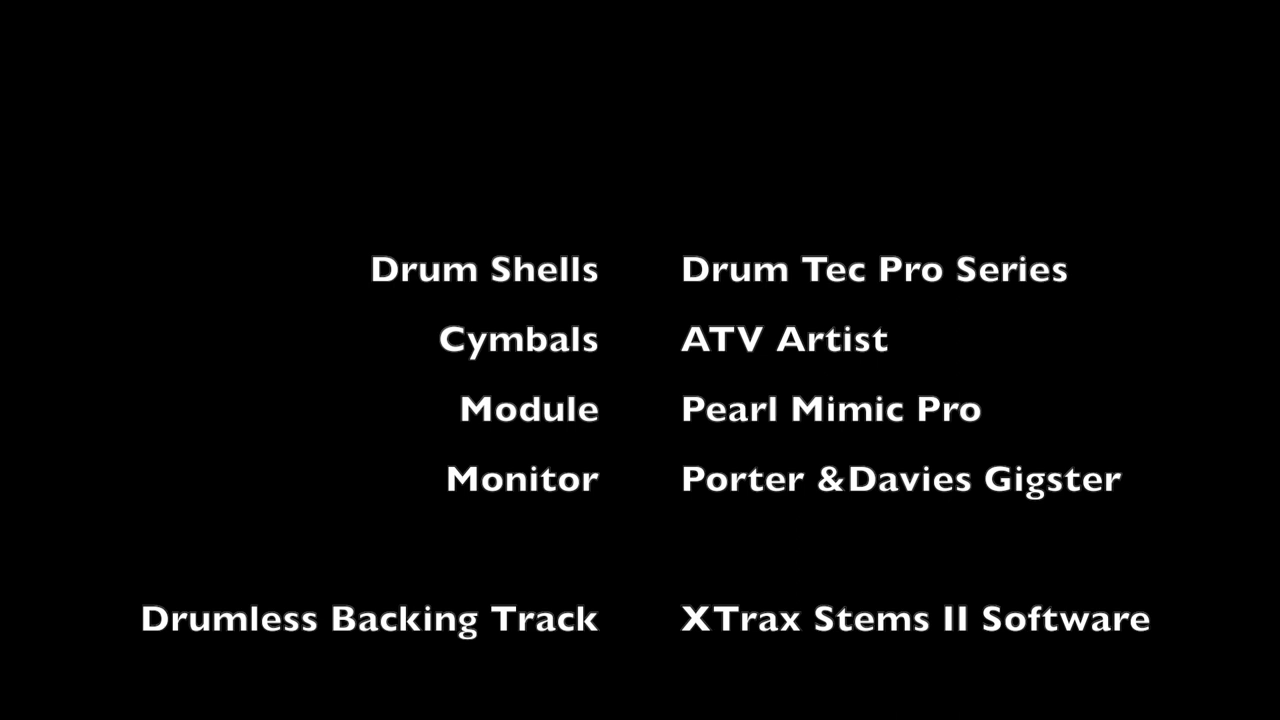 Drum Shells Drum Tec Pro Series
Cymbals ATV Artist
Module Pearl Mimic Pro
Monitor Porter &Davies Gigster
Drumless Backing Track XTrax Stems II Software